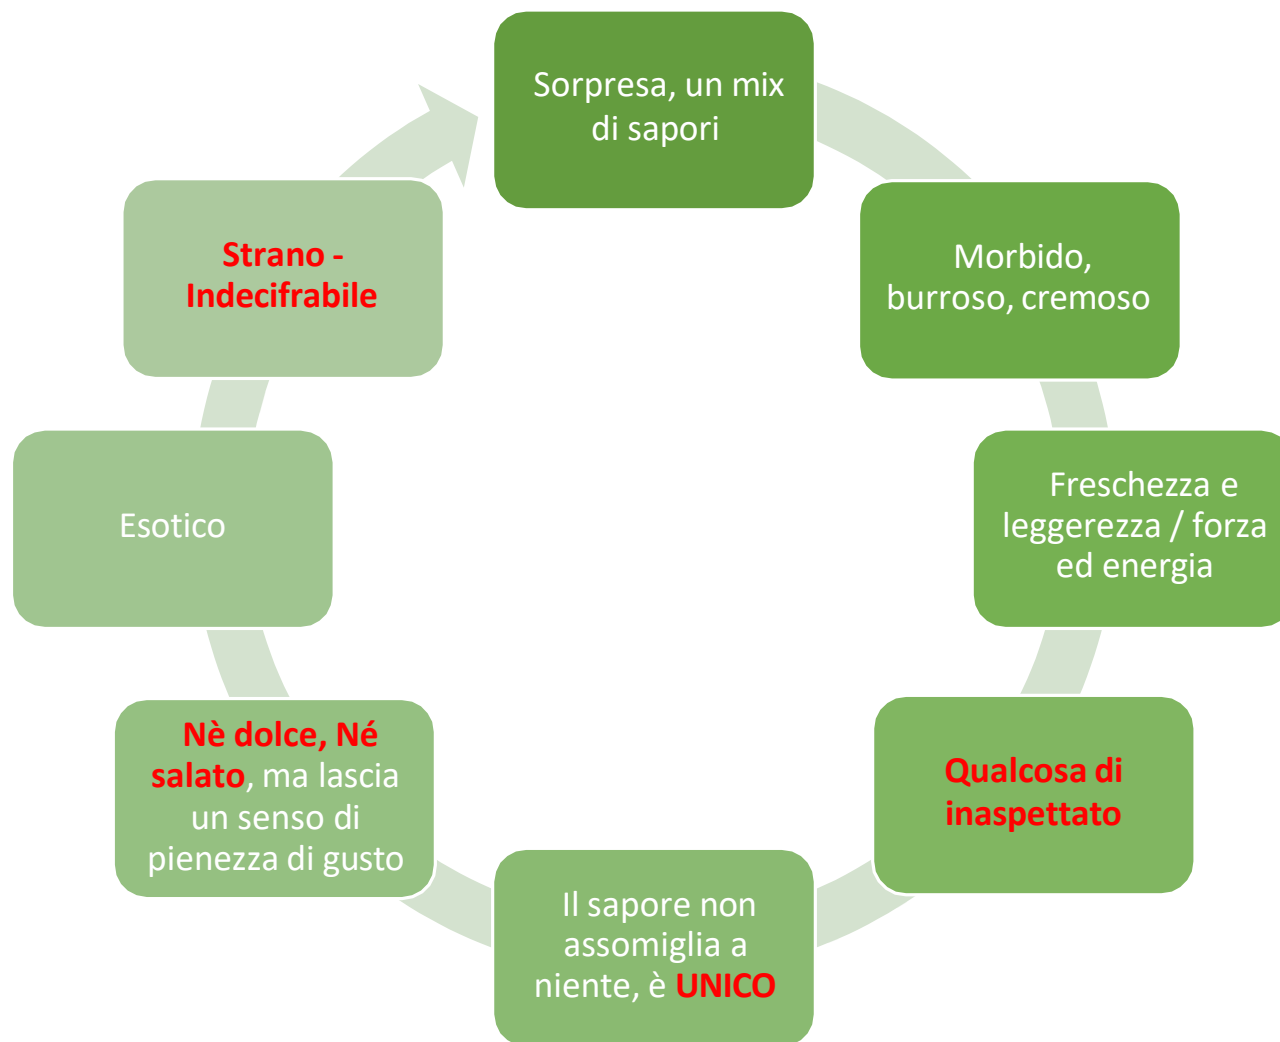 Sorpresa, un mix
di sapori
Morbido,
burroso, cremoso
Freschezza e
leggerezza / forza
ed energia
Qualcosa di
inaspettato
Il sapore non
assomiglia a
niente, è UNICO
Nè dolce, Né
salato, ma lascia
un senso di
pienezza di gusto
Esotico
Strano -
Indecifrabile